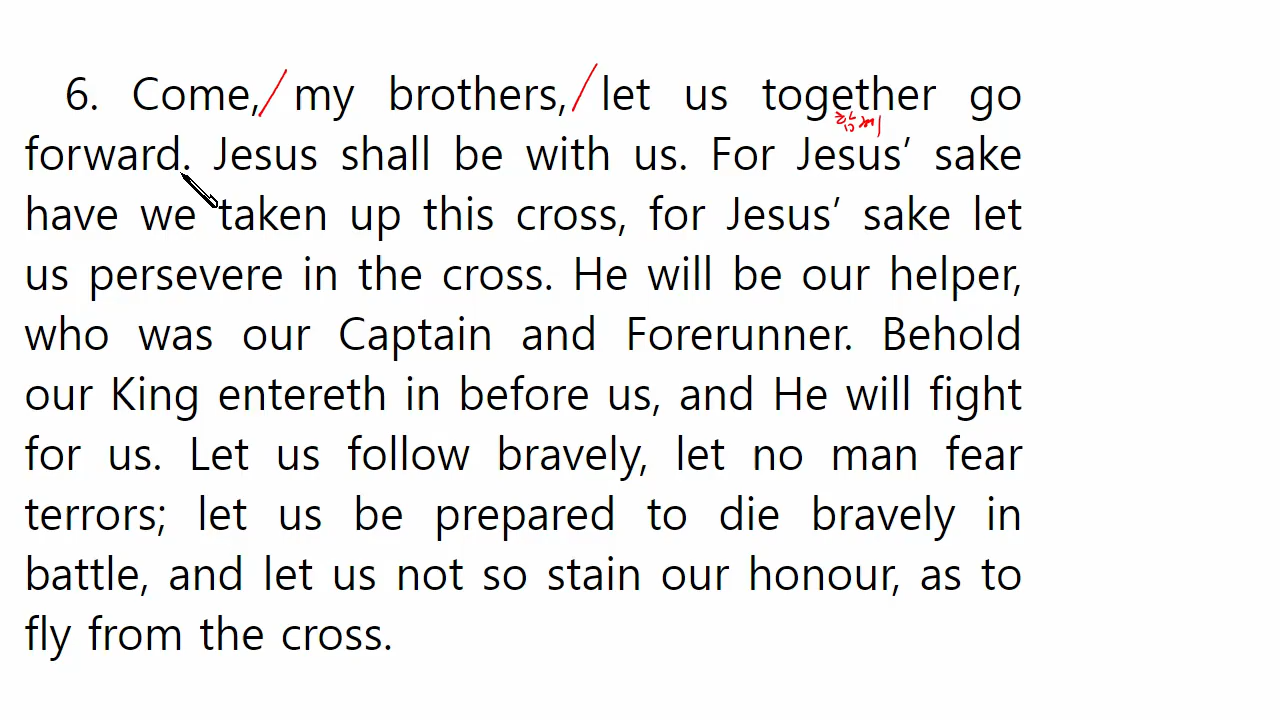 6. Come, my brothers, let us together go
함께
forward. Jesus shall be with us. For Jesus’ sake
have we taken up this cross, for Jesus’ sake let
us persevere in the cross. He will be our helper,
who was our Captain and Forerunner. Behold
our King entereth in before us, and He will fight
for us. Let us follow bravely, let no man fear
terrors; let us be prepared to die bravely in
battle, and let us not so stain our honour, as to
fly from the cross.